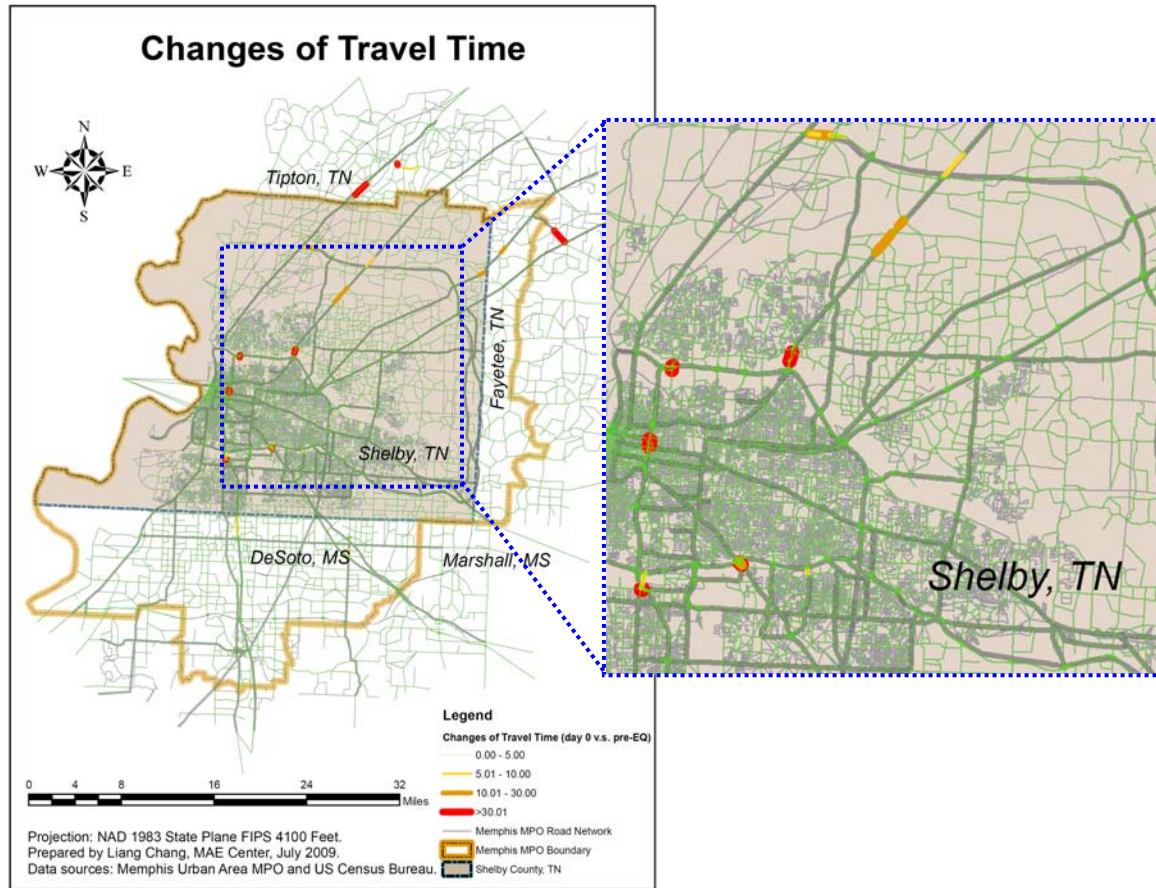 Changes of Travel Time
N
W E
S
Tipton, TN
Fayetee, TN
Shelby, TN
DeSoto, MS
Marshall, MS
Shelby, TN
Legend
Changes of Travel Time (day 0 v.s. pre-EQ)
0.00 - 5.00
5.01 - 10.00
10.01 - 30.00
>30.01
Memphis MPO Road Network
Memphis MPO Boundary
Shelby County, TN
0 4 8 16 24 32
Miles
Projection: NAD 1983 State Plane FIPS 4100 Feet.
Prepared by Liang Chang, MAE Center, July 2009.
Data sources: Memphis Urban Area MPO and US Census Bureau.